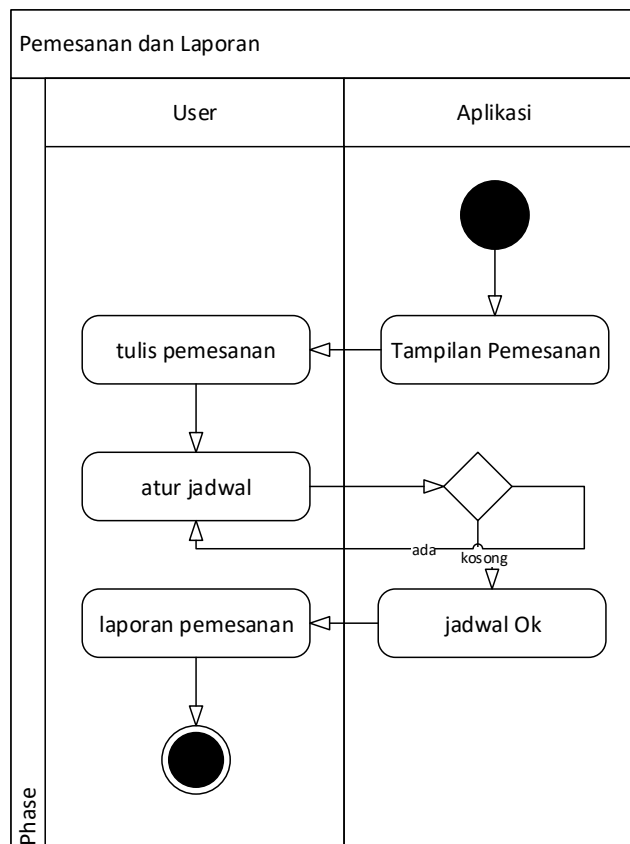 Pemesanan dan Laporan
User
Aplikasi
tulis pemesanan
Tampilan Pemesanan
atur jadwal
ada
kosong
laporan pemesanan
jadwal Ok
Phase